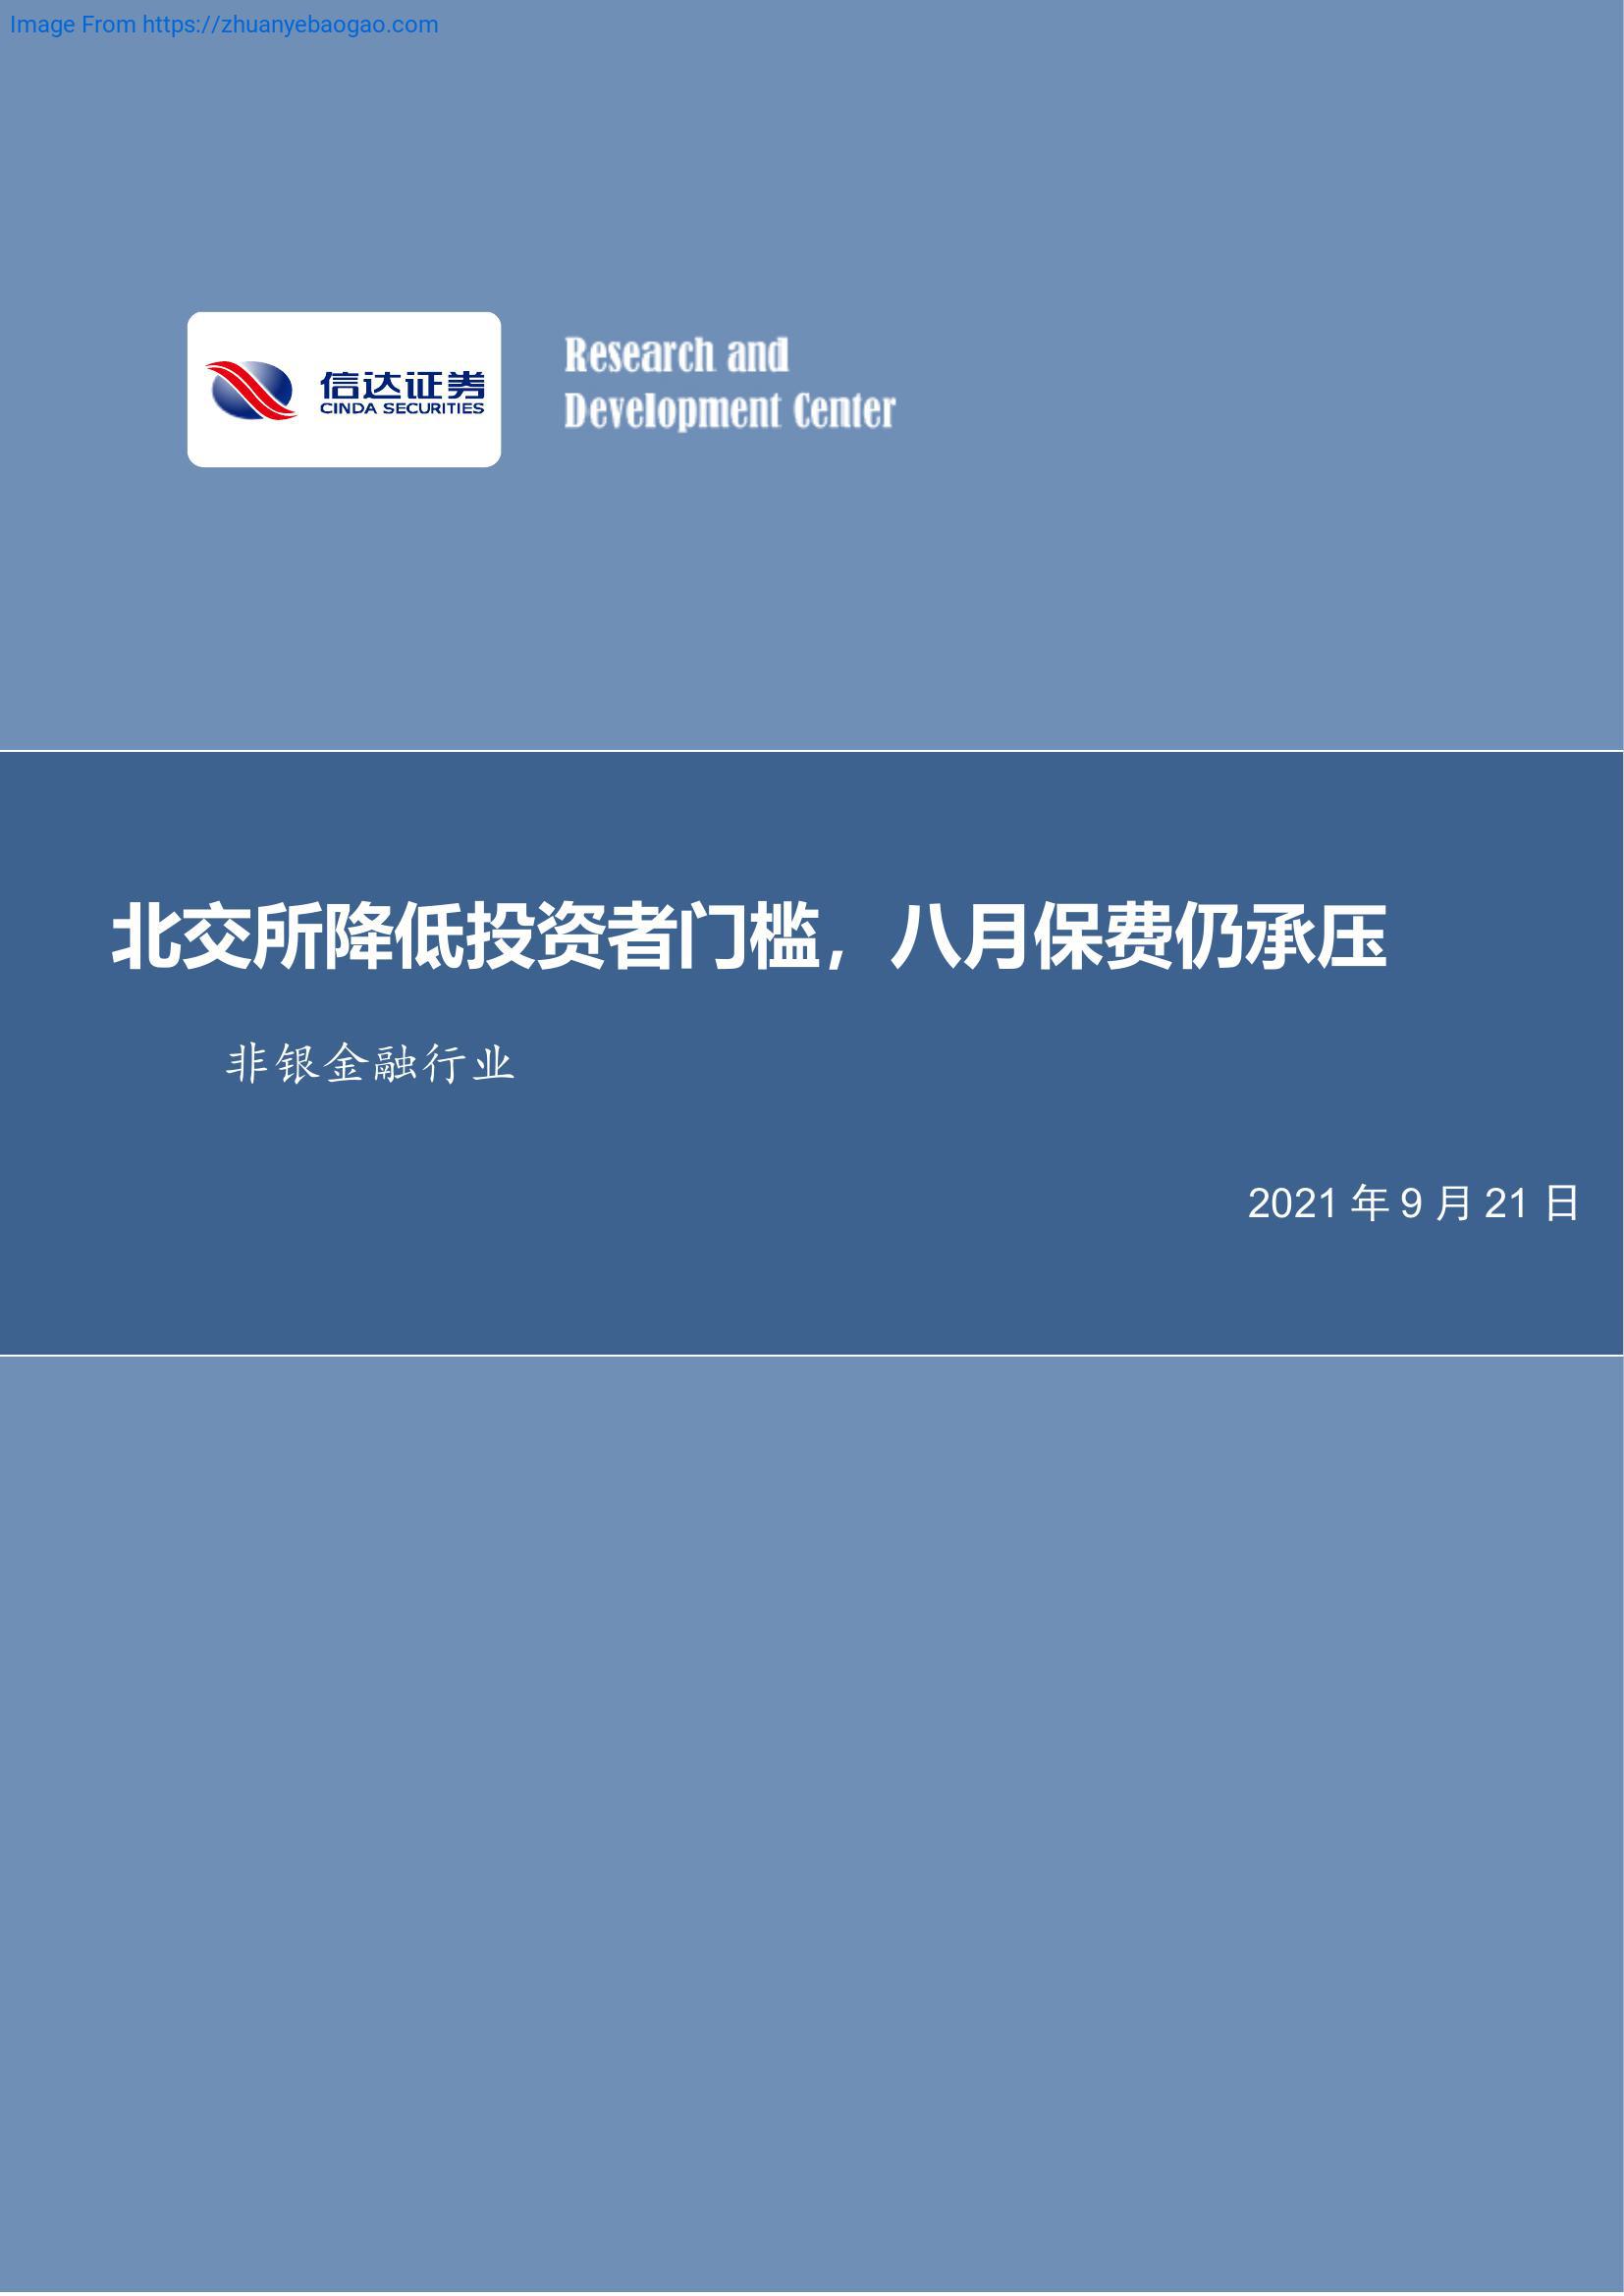 Image From https://zhuanyebaogao.com
信达证券
CINDA SECURITIES
Research and
Development Center
北交所降低投资者门槛，八月保费仍承压
非银金融行业
2021 年 9 月 21 日